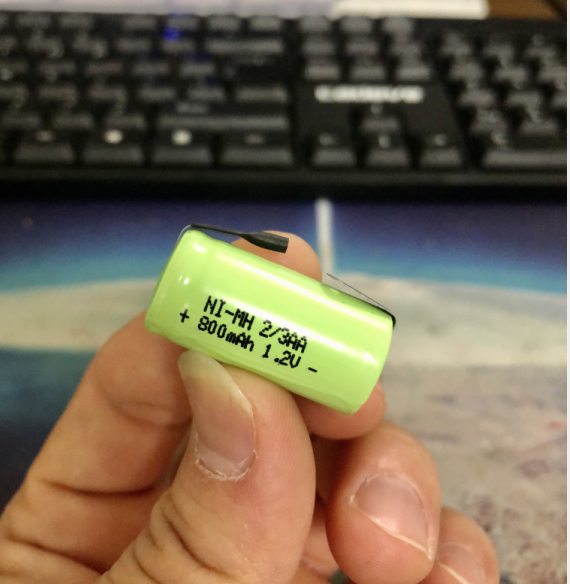 NI-MH 2/3AA
+ 800mAh 1.2V -